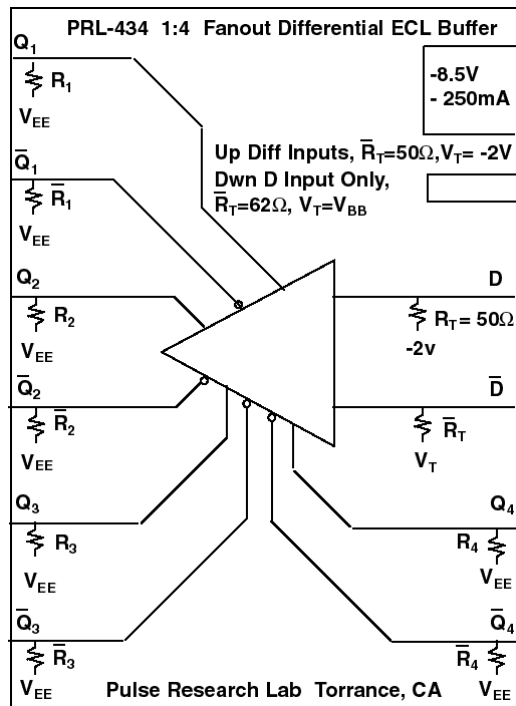 PRL-434 1:4 Fanout Differential ECL Buffer
Q1
R1
VEE
-8.5V
- 250mA
Up Diff Inputs, R̅T=50Ω,VT= -2V
Dwn D Input Only,
R̅T=62Ω, VT=VBB
Q̅1
R̅1
VEE
Q2
R2
VEE
D
RT= 50Ω
-2v
Q̅2
R̅2
VEE
D̅
R̅T
VT
Q3
R3
VEE
Q4
R4
VEE
Q̅3
R̅3
VEE
Q̅4
R̅4
VEE
Pulse Research Lab Torrance, CA